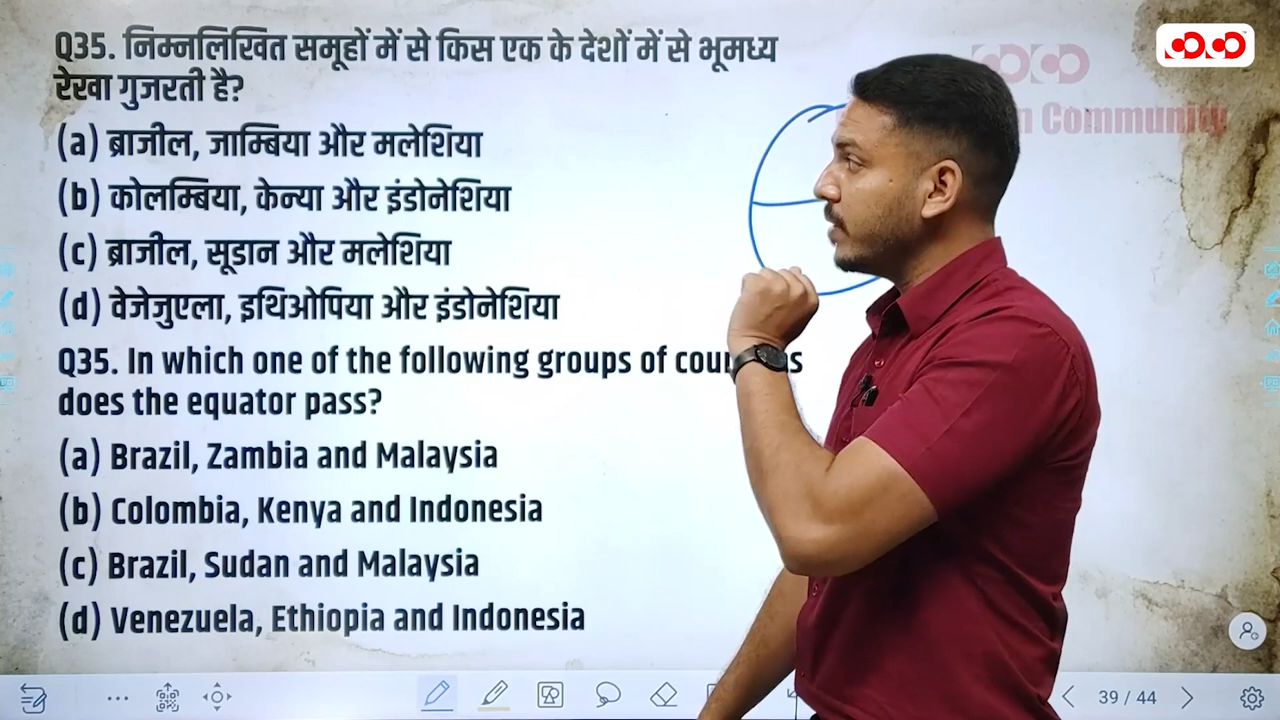 Q35. निम्नलिखित समूहों में से किस एक के देशों में से भूमध्य
रेखा गुजरती है?
(a) ब्राजील, जाम्बिया और मलेशिया
(b) कोलम्बिया, केन्या और इंडोनेशिया
(c) ब्राजील, सूडान और मलेशिया
(d) वेजेजुएला, इथिओपिया और इंडोनेशिया
Q35. In which one of the following groups of
does the equator pass?
(a) Brazil, Zambia and Malaysia
(b) Colombia, Kenya and Indonesia
(c) Brazil, Sudan and Malaysia
(d) Venezuela, Ethiopia and Indonesia
Community
39 / 44